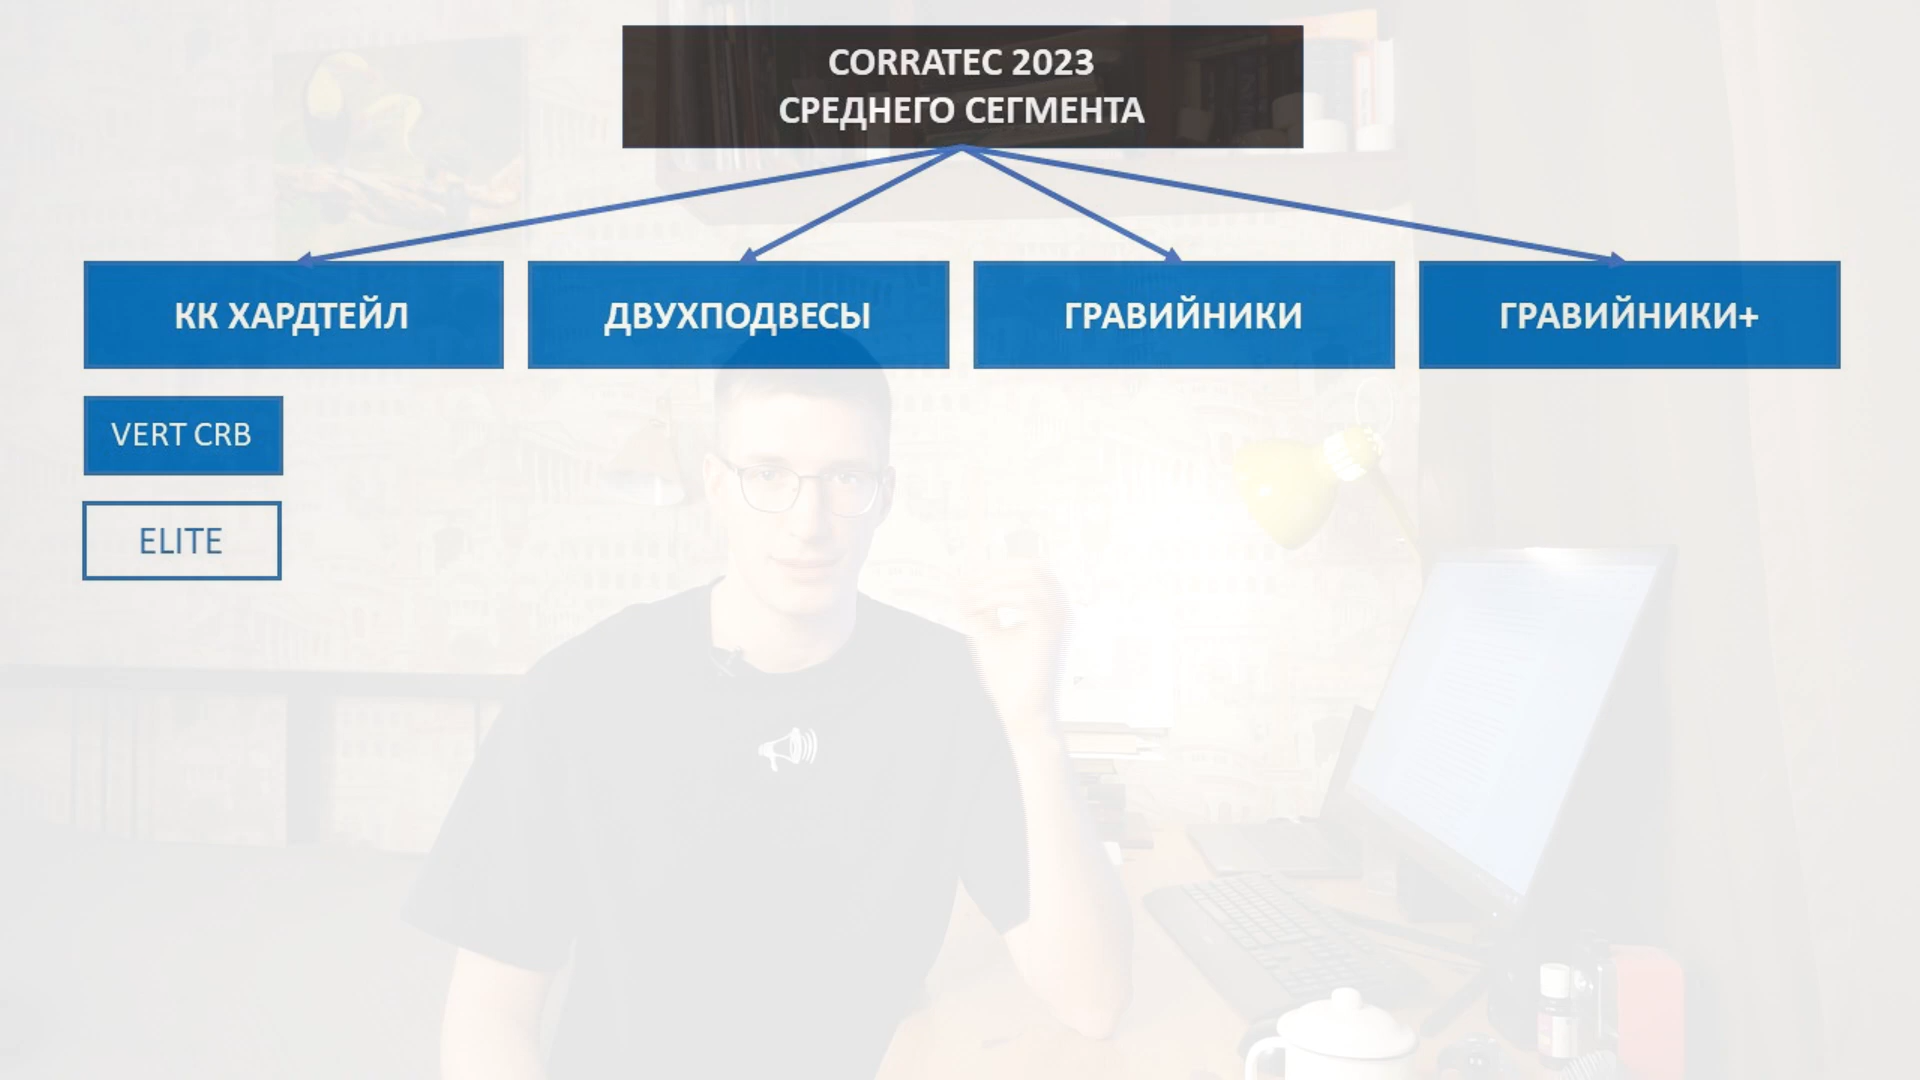 CORRATEC 2023
СРЕДНЕГО СЕГМЕНТА
КК ХАРДТЕЙЛ
ДВУХПОДВЕСЫ
ГРАВИЙНИКИ
ГРАВИЙНИКИ+
VERT CRB
ELITE